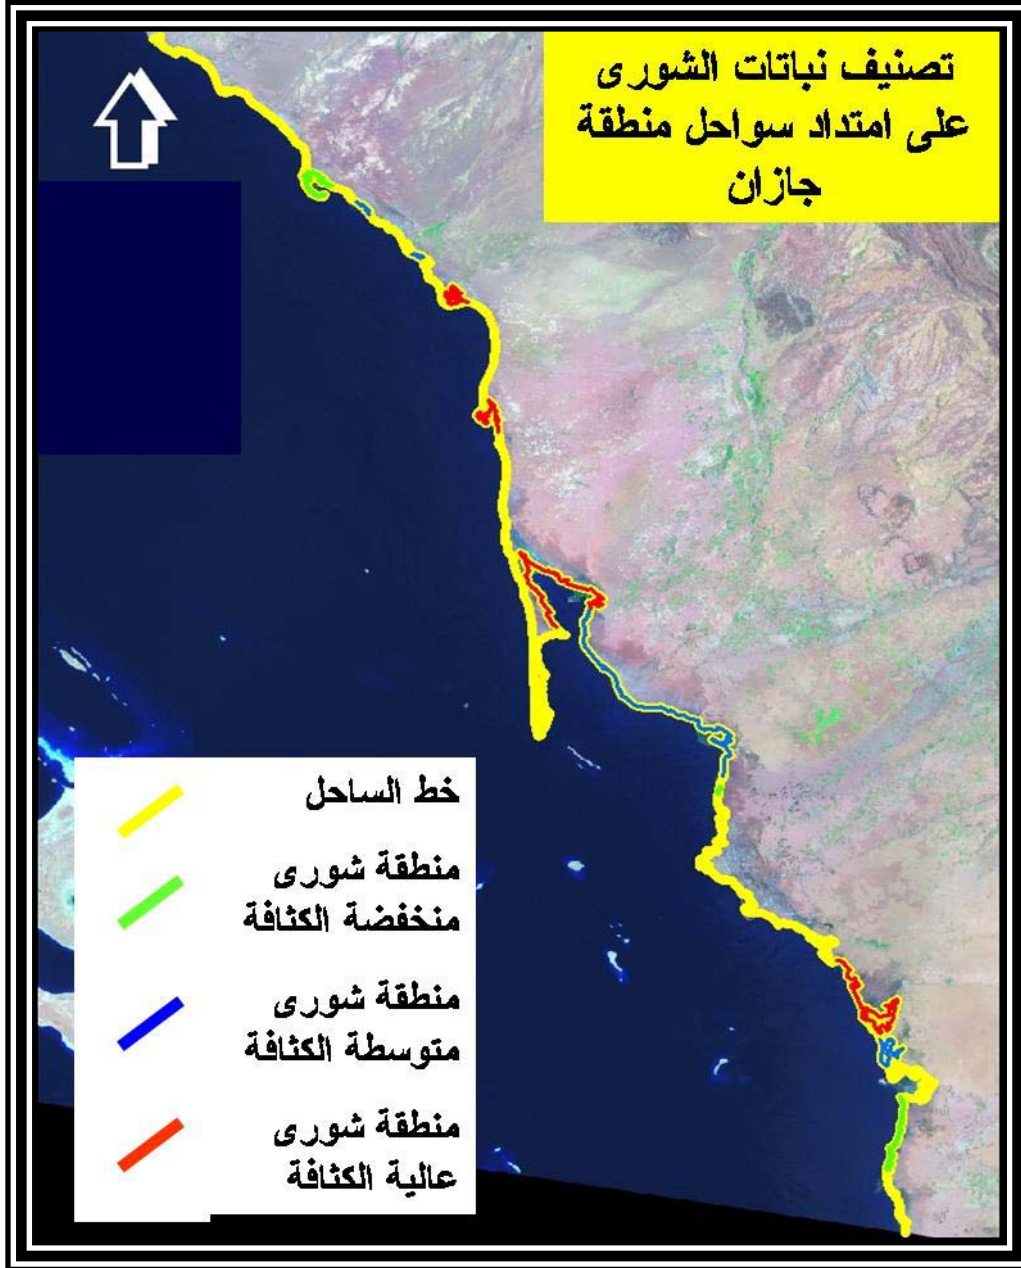 تصنيف نباتات الشورى
على امتداد سواحل منطقة
جازان
خط الساحل
منطقة شورى
منخفضة الكثافة
منطقة شورى
متوسطة الكثافة
منطقة شورى
عالية الكثافة